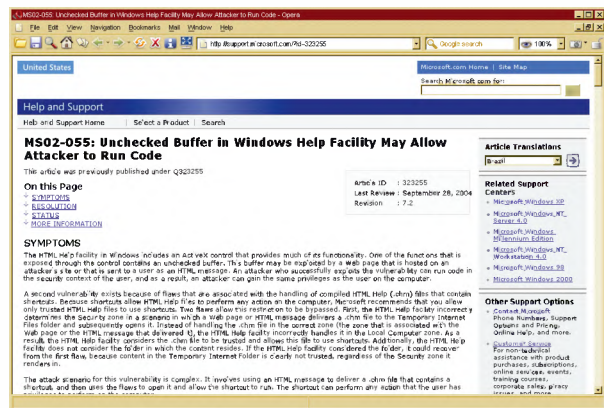 MS02-055: Unchecked Buffer in Windows Help Facility May Allow Attacker to Run Code - Opera
File Edit View Navigation Bookmarks Mail Window Help
http://support.microsoft.com/?id=323255
Google search
100%
United States
Microsoft.com Home | Site Map
Search Microsoft.com for:
Help and Support
Help and Support Home | Select a Product | Search
MS02-055: Unchecked Buffer in Windows Help Facility May Allow
Attacker to Run Code
This article was previously published under Q323255
Article ID : 323255
Last Review : September 28, 2004
Revision : 7.2
On this Page
SYMPTOMS
RESOLUTION
STATUS
MORE INFORMATION
SYMPTOMS
The HTML Help facility in Windows includes an ActiveX control that provides much of its functionality. One of the functions that is
exposed through the control contains an unchecked buffer. This buffer may be exploited by a Web page that is hosted on an
attacker's site or that is sent to a user as an HTML message. An attacker who successfully exploits the vulnerability can run code in
the security context of the user, and as a result, an attacker can gain the same privileges as the user on the computer.
A second vulnerability exists because of flaws that are associated with the handling of compiled HTML Help (.chm) files that contain
shortcuts. Because shortcuts allow HTML Help files to perform any action on the computer, Microsoft recommends that you allow
only trusted HTML Help files to use shortcuts. Two flaws allow this restriction to be bypassed. First, the HTML Help facility incorrectly
determines the Security zone in a scenario in which a Web page or HTML message delivers a .chm file to the Temporary Internet
Files folder and subsequently opens it. Instead of handling the .chm file in the correct zone (the zone that is associated with the
Web page or the HTML message that delivered it), the HTML Help facility incorrectly handles it in the Local Computer zone. As a
result, the HTML Help facility considers the .chm file to be trusted and allows this file to use shortcuts. Additionally, the HTML Help
facility does not consider the folder in which the content resides. If the HTML Help facility considered the folder, it could recover
from the first flaw, because content in the Temporary Internet Folder is clearly not trusted, regardless of the Security zone it
renders in.
The attack scenario for this vulnerability is complex. It involves using an HTML message to deliver a .chm file that contains a
shortcut, and then uses the flaws to open it and allow the shortcut to run. The shortcut can perform any action that the user has
Article Translations
Brazil
Related Support
Centers
Microsoft Windows XP
Microsoft Windows NT
Server 4.0
Microsoft Windows
Millennium Edition
Microsoft Windows NT
Workstation 4.0
Microsoft Windows 98
Microsoft Windows 2000
Other Support Options
Contact Microsoft
Phone Numbers, Support
Options and Pricing,
Online Help, and more.
Customer Service
For non-technical
assistance with product
purchases, subscriptions,
online services, events,
training courses,
corporate sales, piracy
issues, and more